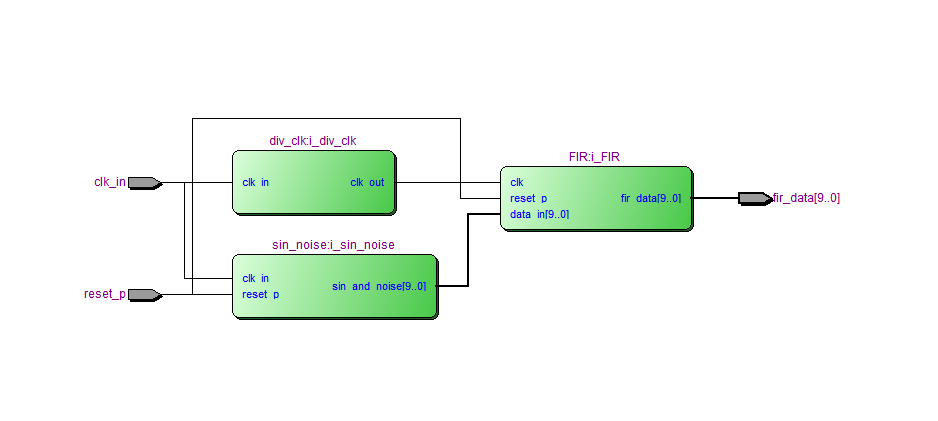 div_clk:i_div_clk
clk_in
clk in
clk out
FIR:i_FIR
clk
reset p
data in[9..0]
fir data[9..0]
fir_data[9..0]
sin_noise:i_sin_noise
clk in
reset p
sin and noise[9..0]
reset_p